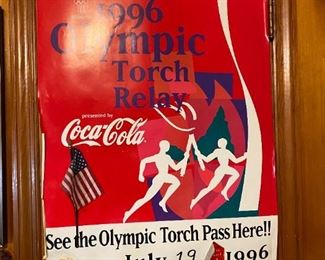 1996
Olympic
Torch
Relay
presented by
Coca-Cola
See the Olympic Torch Pass Here!!
July 19 1996